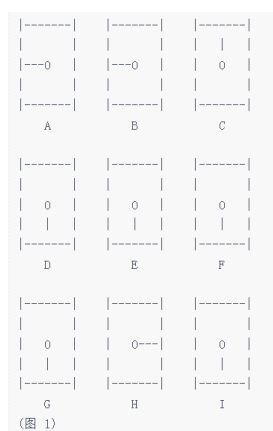 |-------|    |-------|    |-------|
|       |    |       |    |   |   |
|---O   |    |---O   |    |   O   |
|       |    |       |    |       |
|-------|    |-------|    |-------|
    A            B            C
|-------|    |-------|    |-------|
|       |    |       |    |       |
|   O   |    |   O   |    |   O   |
|   |   |    |   |   |    |   |   |
|-------|    |-------|    |-------|
    D            E            F
|-------|    |-------|    |-------|
|       |    |       |    |       |
|   O   |    |   O---|    |   O   |
|   |   |    |       |    |   |   |
|-------|    |-------|    |-------|
    G            H            I
(图 1)